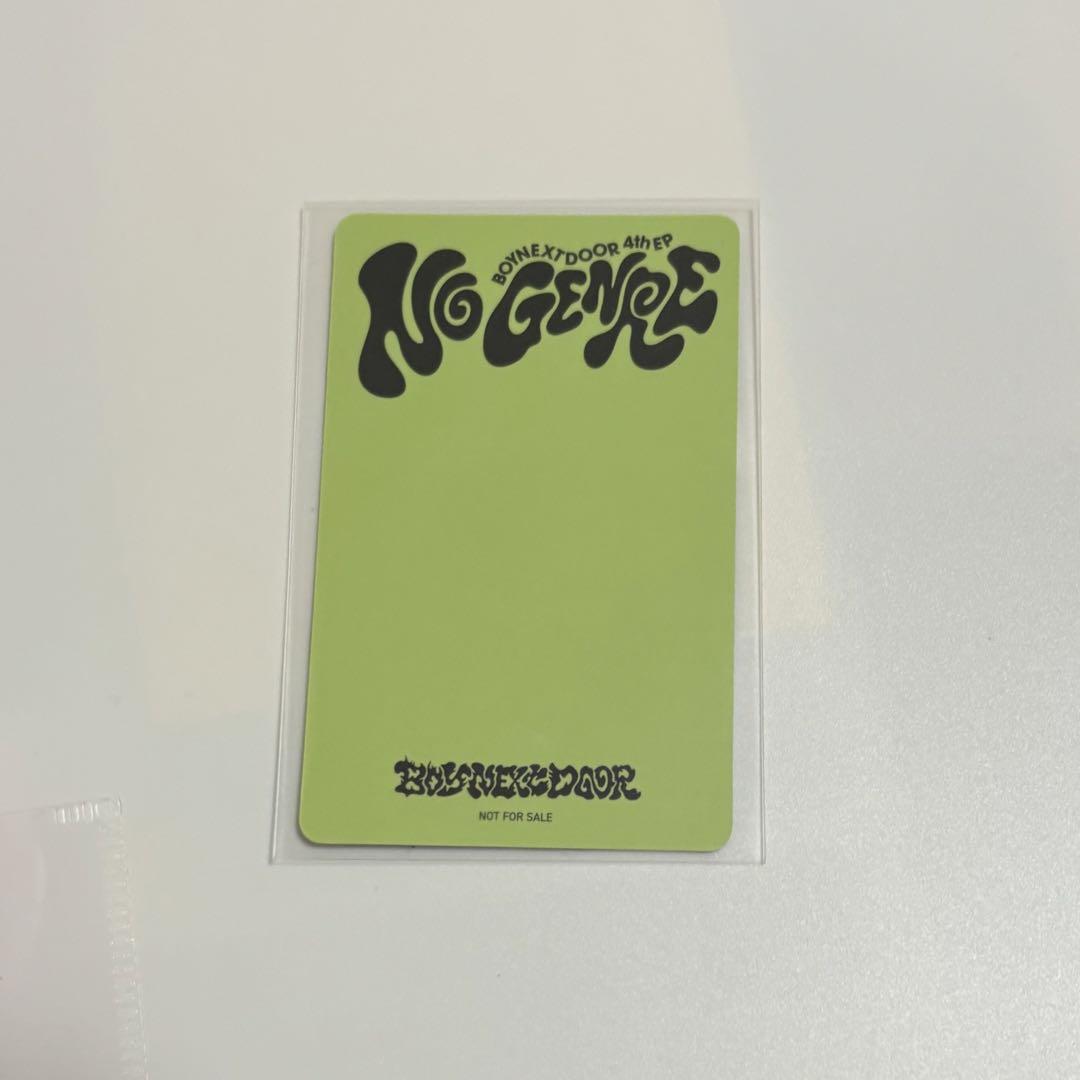 BOYNEXTDOOR 4th EP
NO GENRE
BOYNEXTDOOR
NOT FOR SALE